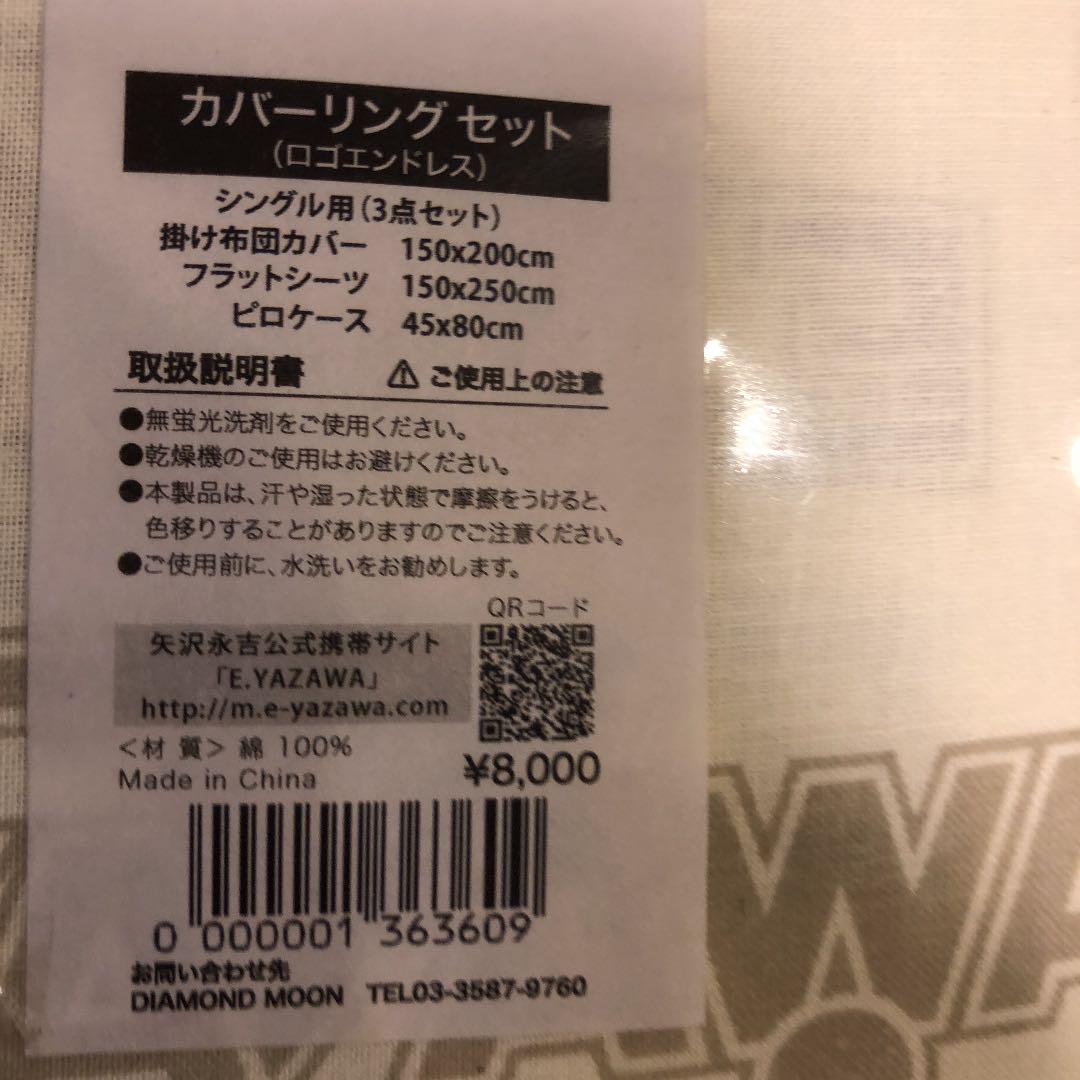 カバーリング セット
(ロゴエンドレス)
シングル用(3点セット)
掛け布団カバー 150x200cm
フラットシーツ 150x250cm
ピロケース 45x80cm
取扱説明書 ⚠ ご使用上の注意
●無蛍光洗剤をご使用ください。
●乾燥機のご使用はお避けください。
●本製品は、汗や湿った状態で摩擦をうけると、
色移りすることがありますのでご注意ください。
●ご使用前に、水洗いをお勧めします。
QRコード
矢沢永吉公式携帯サイト
「E.YAZAWA」
http://m.e-yazawa.com
<材 質> 綿 100%
Made in China
¥8,000
0 000001 363609
お問い合わせ先
DIAMOND MOON TEL03-3587-9760